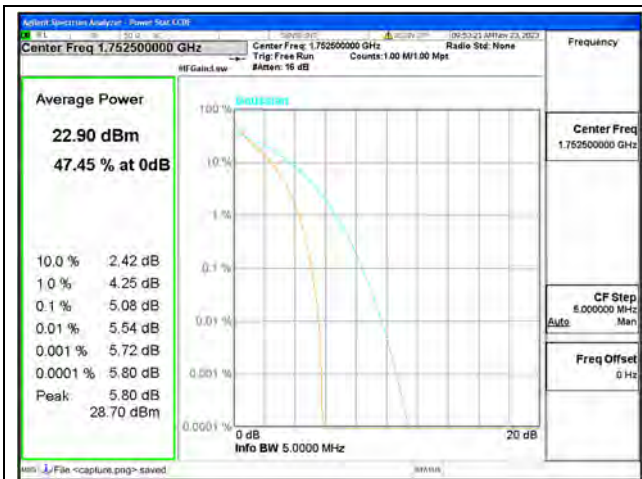 Agilent Spectrum Analyzer - Power Stat CCDF
Center Freq 1.752500000 GHz
Center Freq: 1.752500000 GHz
Radio Std: None
Trig: Free Run
Counts:1.00 M/1.00 Mpt
#IFGain:Low
#Atten: 16 dB
09:53:21 AM Nov 23, 2023
Frequency
Average Power
22.90 dBm
47.45 % at 0dB
10.0 % 2.42 dB
1.0 % 4.25 dB
0.1 % 5.08 dB
0.01 % 5.54 dB
0.001 % 5.72 dB
0.0001 % 5.80 dB
Peak 5.80 dB
28.70 dBm
Gaussian
100 %
10 %
1 %
0.1 %
0.01 %
0.001 %
0.0001 %
0 dB
20 dB
Info BW 5.0000 MHz
Center Freq
1.752500000 GHz
CF Step
5.000000 MHz
Auto Man
Freq Offset
0 Hz
MSG File <capture.png> saved
STATUS